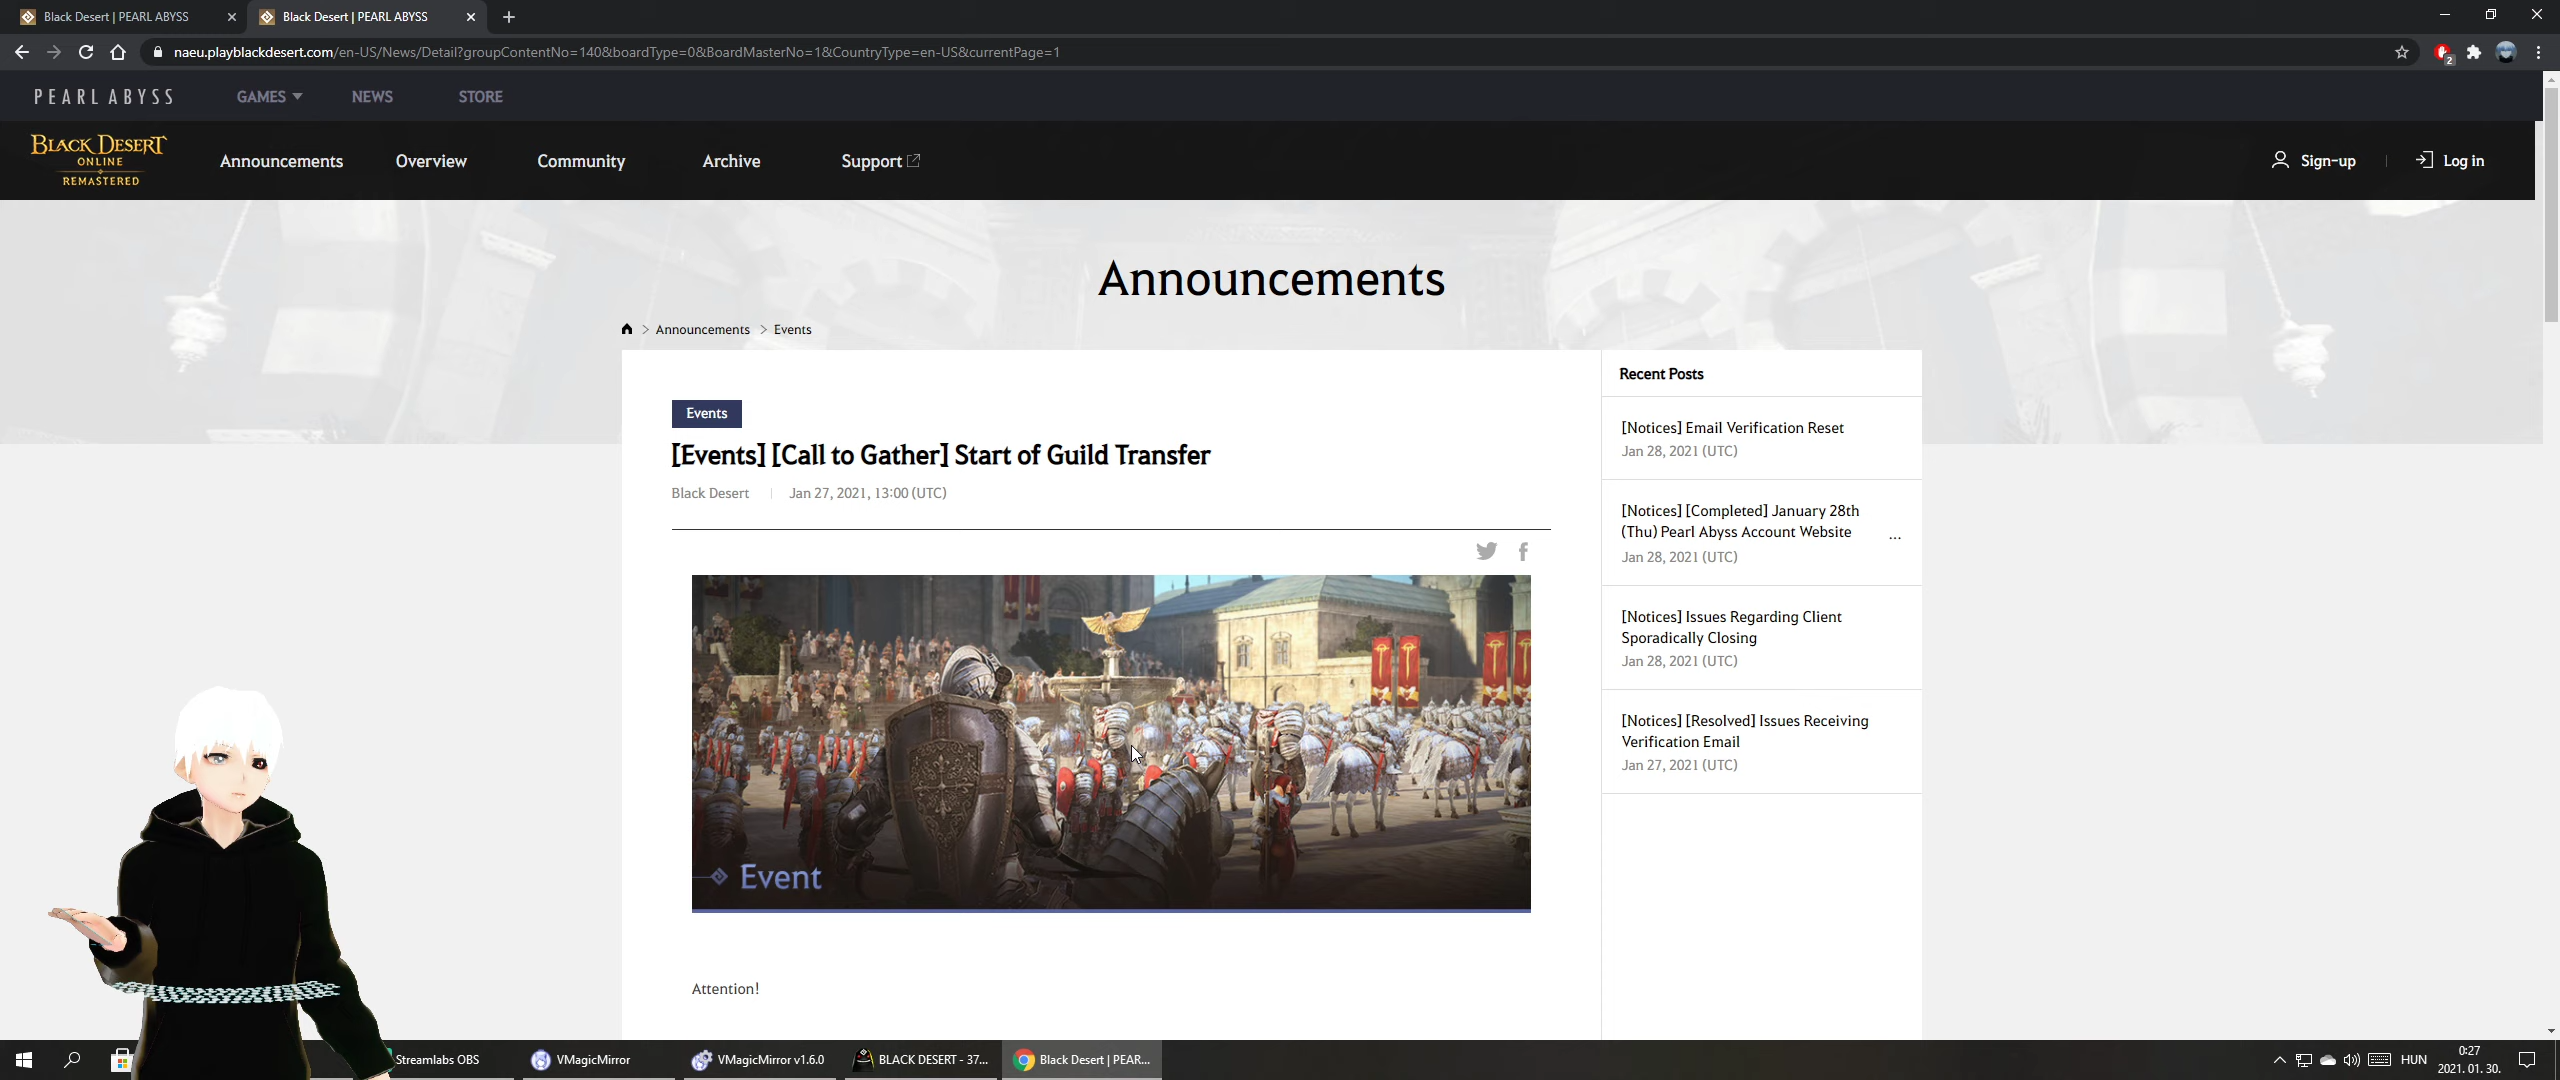 Black Desert | PEARL ABYSS
Black Desert | PEARL ABYSS
naeu.playblackdesert.com/en-US/News/Detail?groupContentNo=140&boardType=0&BoardMasterNo=1&CountryType=en-US&currentPage=1
2
PEARL ABYSS
GAMES
NEWS
STORE
BLACK DESERT
ONLINE
REMASTERED
Announcements
Overview
Community
Archive
Support
Sign-up
Log in
Announcements
> Announcements > Events
Events
[Events] [Call to Gather] Start of Guild Transfer
Black Desert
Jan 27, 2021, 13:00 (UTC)
Event
Attention!
Recent Posts
[Notices] Email Verification Reset
Jan 28, 2021 (UTC)
[Notices] [Completed] January 28th
(Thu) Pearl Abyss Account Website ...
Jan 28, 2021 (UTC)
[Notices] Issues Regarding Client
Sporadically Closing
Jan 28, 2021 (UTC)
[Notices] [Resolved] Issues Receiving
Verification Email
Jan 27, 2021 (UTC)
Streamlabs OBS
VMagicMirror
VMagicMirror v1.6.0
BLACK DESERT - 37...
Black Desert | PEAR...
HUN
0:27
2021. 01. 30.